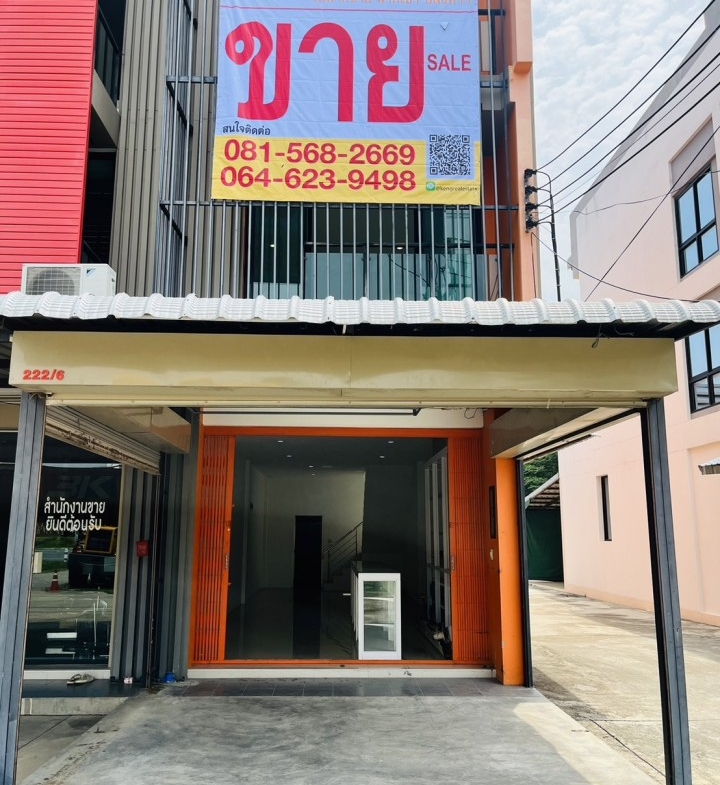 ขาย
SALE
สนใจติดต่อ
081-568-2669
064-623-9498
222/6
สำนักงานขาย
ยินดีต้อนรับ